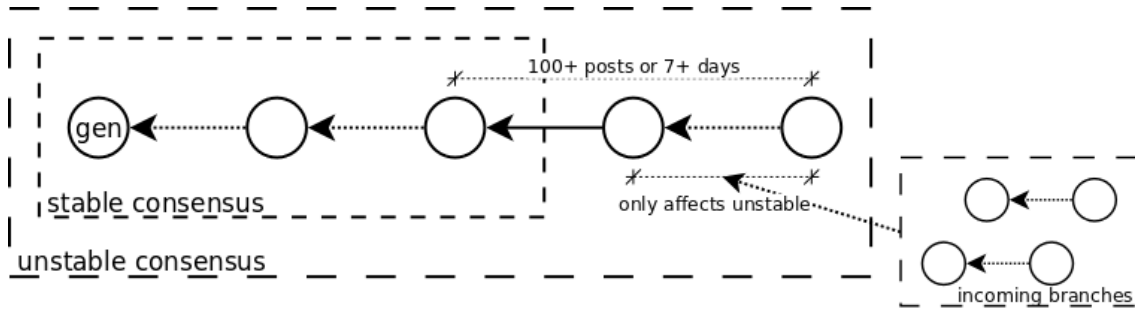 100+ posts or 7+ days
gen
stable consensus
only affects unstable
unstable consensus
incoming branches